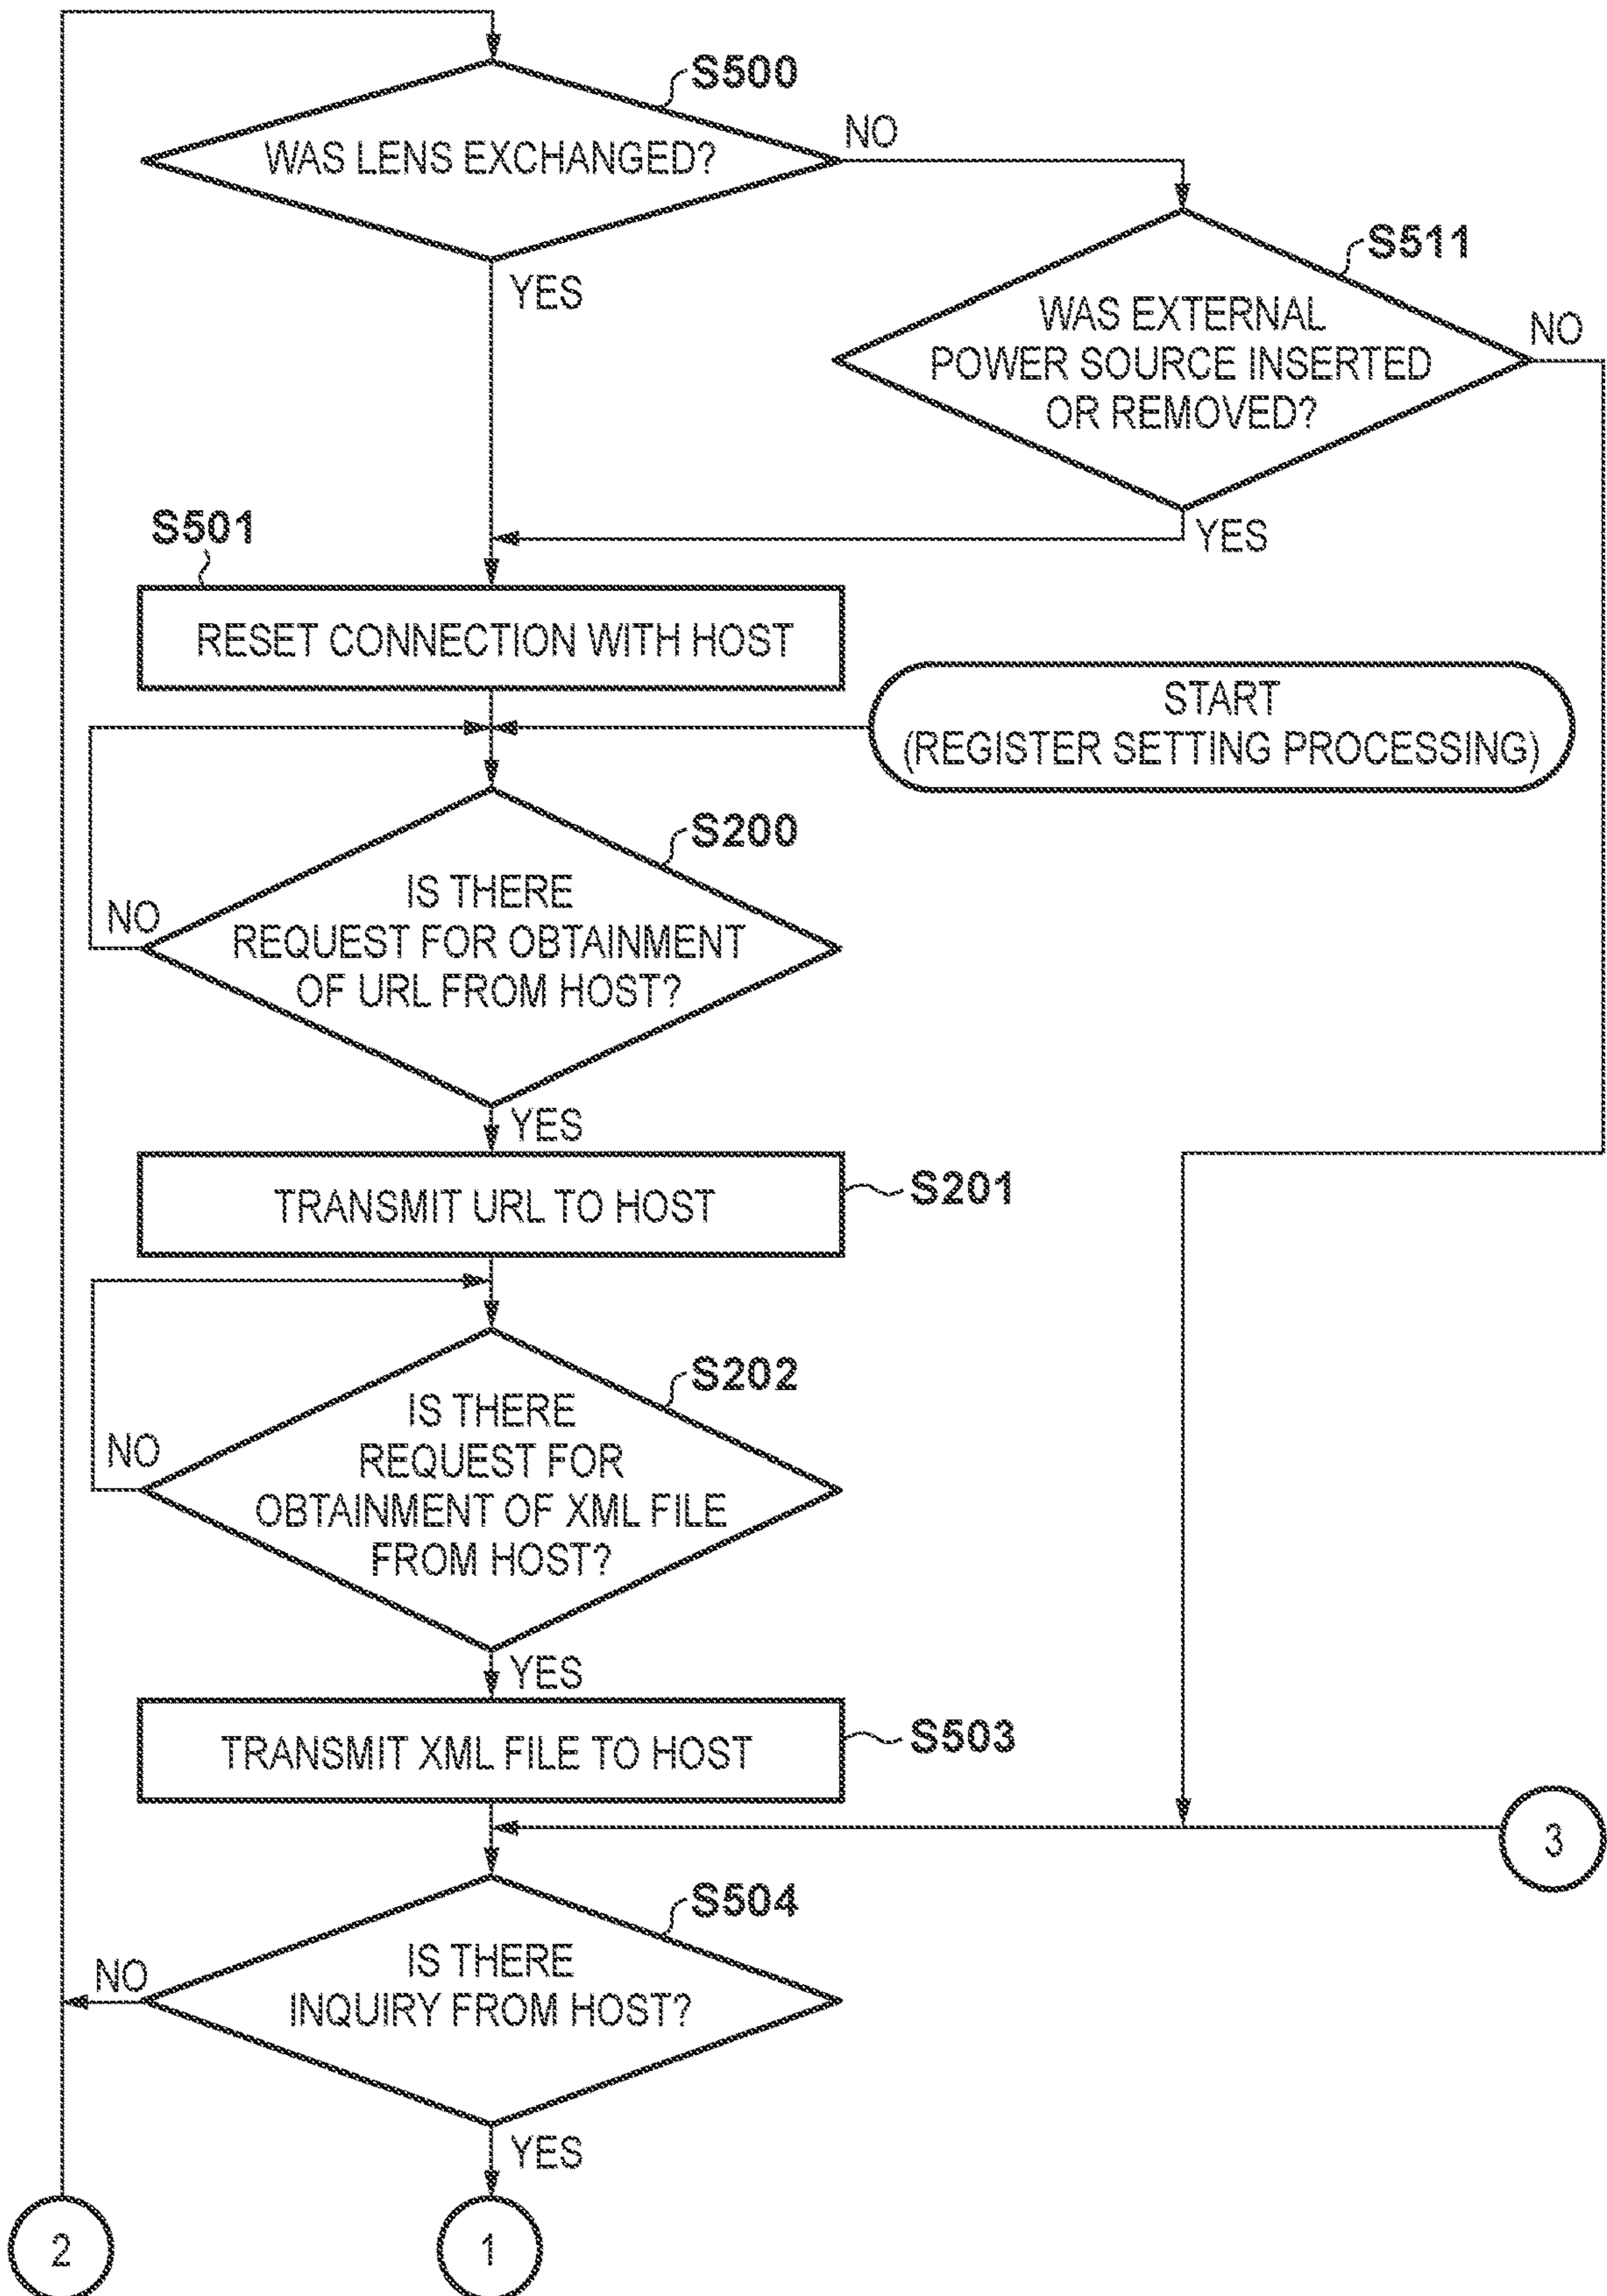 S500
WAS LENS EXCHANGED?
NO
YES
S511
WAS EXTERNAL
POWER SOURCE INSERTED
OR REMOVED?
NO
YES
S501
RESET CONNECTION WITH HOST
START
(REGISTER SETTING PROCESSING)
S200
IS THERE
REQUEST FOR OBTAINMENT
OF URL FROM HOST?
NO
YES
TRANSMIT URL TO HOST
S201
S202
IS THERE
REQUEST FOR
OBTAINMENT OF XML FILE
FROM HOST?
NO
YES
TRANSMIT XML FILE TO HOST
S503
3
S504
IS THERE
INQUIRY FROM HOST?
NO
YES
2
1